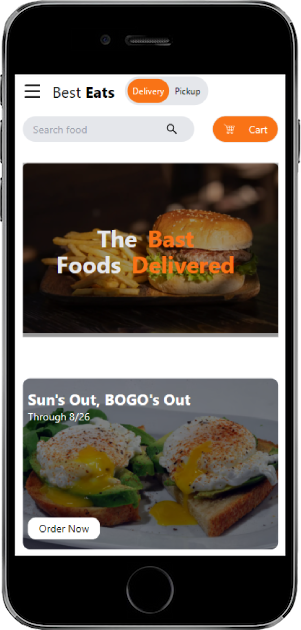 Best Eats
Delivery
Pickup
Search food
Cart
The Bast
Foods Delivered
Sun's Out, BOGO's Out
Through 8/26
Order Now